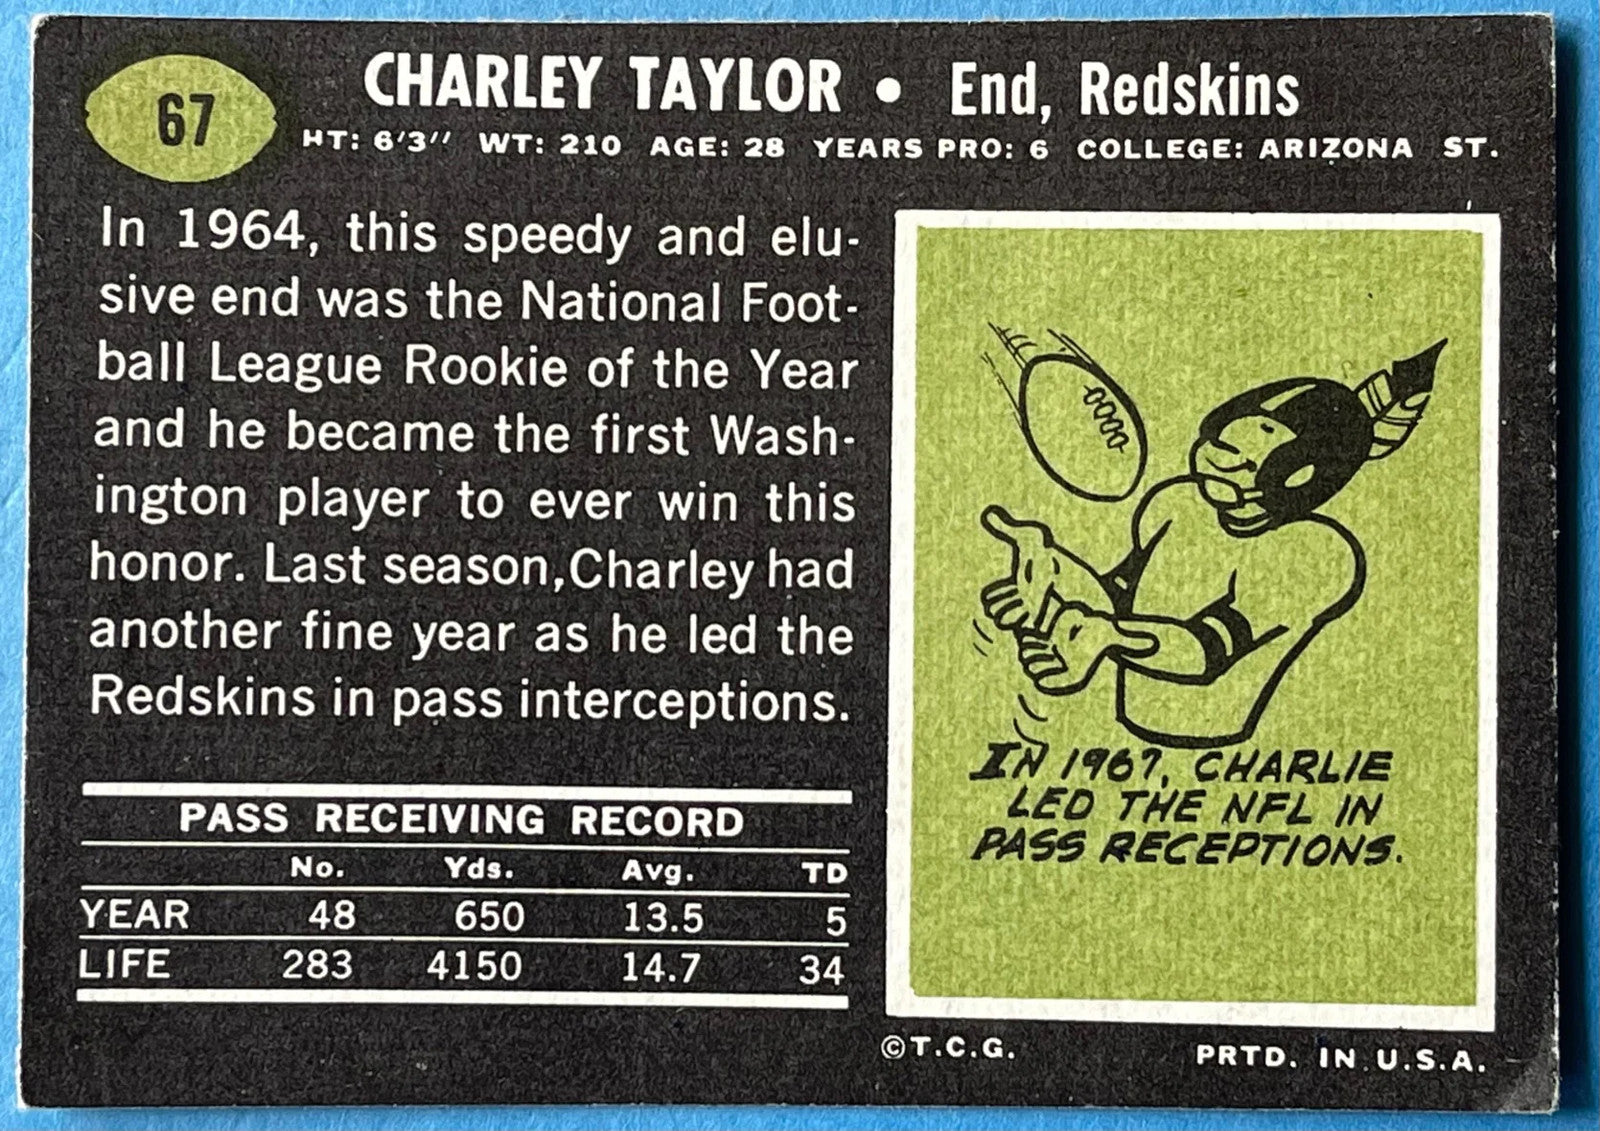 67
CHARLEY TAYLOR • End, Redskins
HT: 6'3'' WT: 210 AGE: 28 YEARS PRO: 6 COLLEGE: ARIZONA ST.
In 1964, this speedy and elu-
sive end was the National Foot-
ball League Rookie of the Year
and he became the first Wash-
ington player to ever win this
honor. Last season,Charley had
another fine year as he led the
Redskins in pass interceptions.
PASS RECEIVING RECORD
No. Yds. Avg. TD
YEAR 48 650 13.5 5
LIFE 283 4150 14.7 34
IN 1967, CHARLIE
LED THE NFL IN
PASS RECEPTIONS.
©T.C.G. PRTD. IN U.S.A.